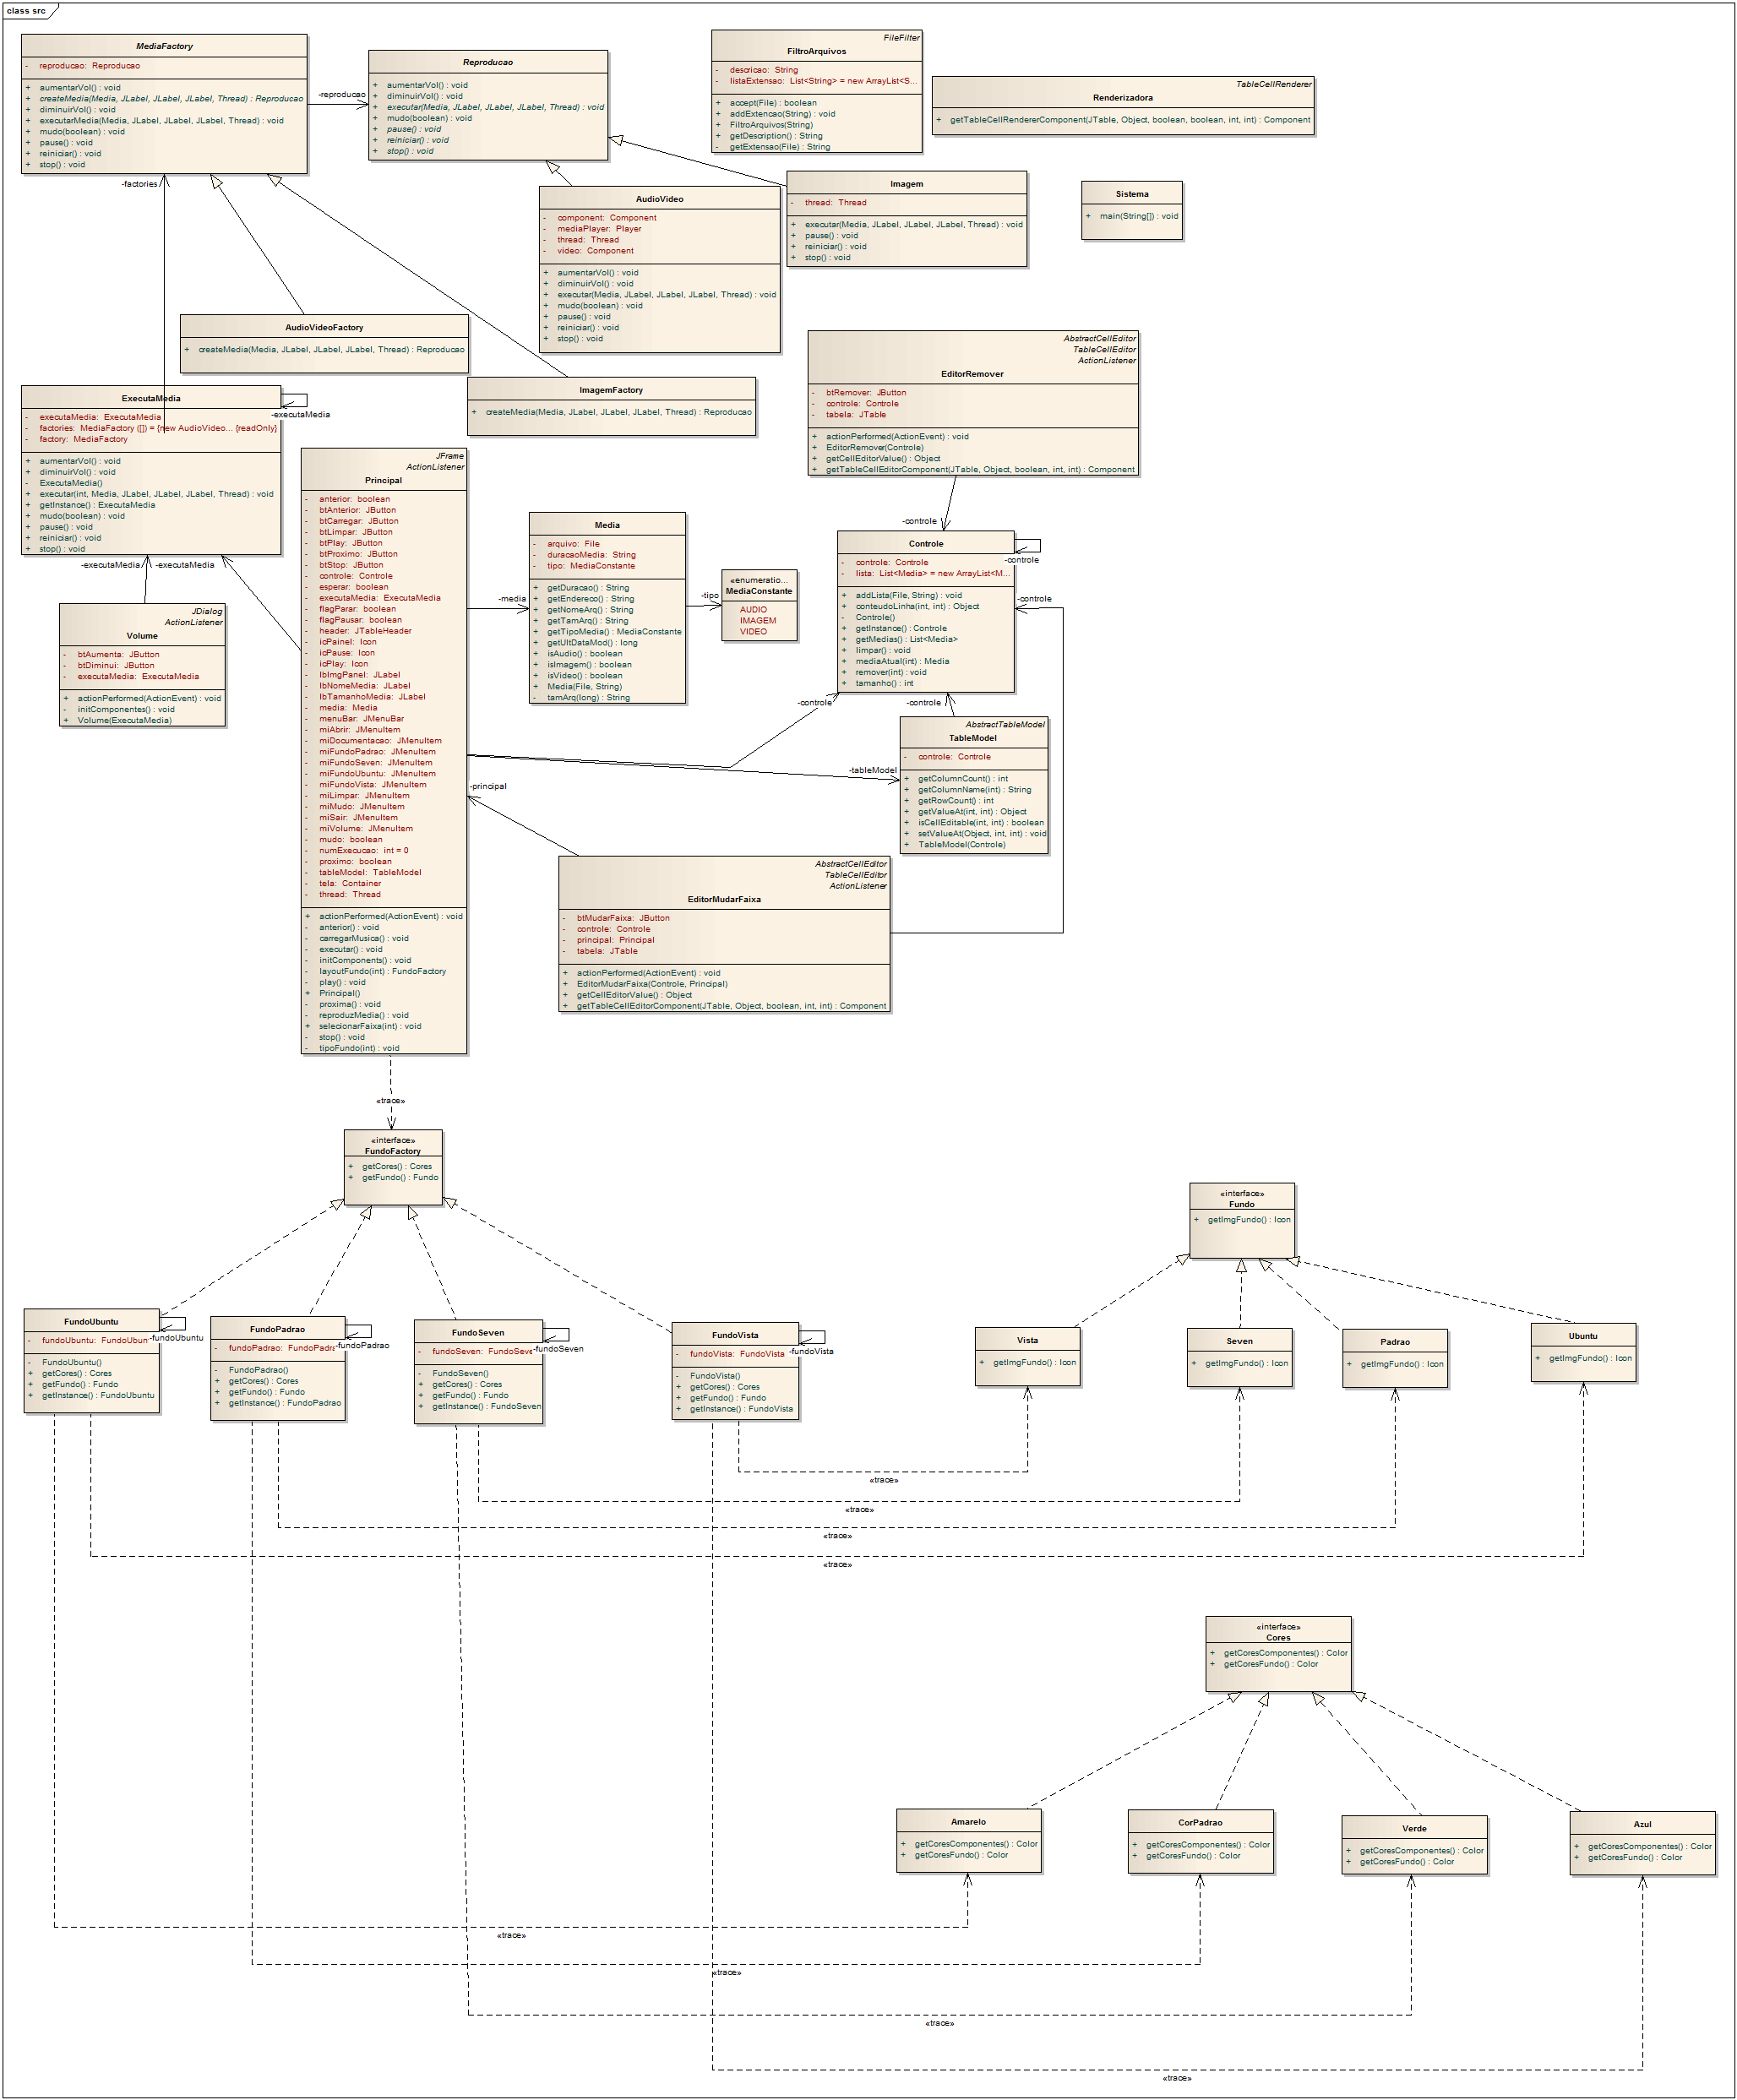 class src
MediaFactory
- reproducao: Reproducao
+ aumentarVol() : void
+ createMedia(Media, JLabel, JLabel, JLabel, Thread) : Reproducao
+ diminuirVol() : void
+ executarMedia(Media, JLabel, JLabel, JLabel, Thread) : void
+ mudo(boolean) : void
+ pause() : void
+ reiniciar() : void
+ stop() : void
-reproducao
Reproducao
+ aumentarVol() : void
+ diminuirVol() : void
+ executar(Media, JLabel, JLabel, JLabel, Thread) : void
+ mudo(boolean) : void
+ pause() : void
+ reiniciar() : void
+ stop() : void
FileFilter
FiltroArquivos
- descricao: String
- listaExtensao: List<String> = new ArrayList<S...
+ accept(File) : boolean
+ addExtencao(String) : void
+ FiltroArquivos(String)
+ getDescription() : String
- getExtensao(File) : String
TableCellRenderer
Renderizadora
+ getTableCellRendererComponent(JTable, Object, boolean, boolean, int, int) : Component
-factories
AudioVideo
- component: Component
- mediaPlayer: Player
- thread: Thread
- video: Component
+ aumentarVol() : void
+ diminuirVol() : void
+ executar(Media, JLabel, JLabel, JLabel, Thread) : void
+ mudo(boolean) : void
+ pause() : void
+ reiniciar() : void
+ stop() : void
Imagem
- thread: Thread
+ executar(Media, JLabel, JLabel, JLabel, Thread) : void
+ pause() : void
+ reiniciar() : void
+ stop() : void
Sistema
+ main(String[]) : void
AudioVideoFactory
+ createMedia(Media, JLabel, JLabel, JLabel, Thread) : Reproducao
ImagemFactory
+ createMedia(Media, JLabel, JLabel, JLabel, Thread) : Reproducao
AbstractCellEditor
TableCellEditor
ActionListener
EditorRemover
- btRemover: JButton
- controle: Controle
- tabela: JTable
+ actionPerformed(ActionEvent) : void
+ EditorRemover(Controle)
+ getCellEditorValue() : Object
+ getTableCellEditorComponent(JTable, Object, boolean, int, int) : Component
ExecutaMedia
- executaMedia: ExecutaMedia
- factories: MediaFactory ([]) = {new AudioVideo... {readOnly}
- factory: MediaFactory
+ aumentarVol() : void
+ diminuirVol() : void
- ExecutaMedia()
+ executar(int, Media, JLabel, JLabel, JLabel, Thread) : void
+ getInstance() : ExecutaMedia
+ mudo(boolean) : void
+ pause() : void
+ reiniciar() : void
+ stop() : void
-executaMedia
-executaMedia
-executaMedia
JDialog
ActionListener
Volume
- btAumenta: JButton
- btDiminui: JButton
- executaMedia: ExecutaMedia
+ actionPerformed(ActionEvent) : void
- initComponentes() : void
+ Volume(ExecutaMedia)
JFrame
ActionListener
Principal
- anterior: boolean
- btAnterior: JButton
- btCarregar: JButton
- btLimpar: JButton
- btPlay: JButton
- btProximo: JButton
- btStop: JButton
- controle: Controle
- esperar: boolean
- executaMedia: ExecutaMedia
- flagParar: boolean
- flagPausar: boolean
- header: JTableHeader
- icPainel: Icon
- icPause: Icon
- icPlay: Icon
- lbImgPanel: JLabel
- lbNomeMedia: JLabel
- lbTamanhoMedia: JLabel
- media: Media
- menuBar: JMenuBar
- miAbrir: JMenuItem
- miDocumentacao: JMenuItem
- miFundoPadrao: JMenuItem
- miFundoSeven: JMenuItem
- miFundoUbuntu: JMenuItem
- miFundoVista: JMenuItem
- miLimpar: JMenuItem
- miMudo: JMenuItem
- miSair: JMenuItem
- miVolume: JMenuItem
- mudo: boolean
- numExecucao: int = 0
- proximo: boolean
- tableModel: TableModel
- tela: Container
- thread: Thread
+ actionPerformed(ActionEvent) : void
- anterior() : void
- carregarMusica() : void
- executar() : void
- initComponents() : void
- layoutFundo(int) : FundoFactory
- play() : void
+ Principal()
- proxima() : void
- reproduzMedia() : void
+ selecionarFaixa(int) : void
- stop() : void
- tipoFundo(int) : void
-media
Media
- arquivo: File
- duracaoMedia: String
- tipo: MediaConstante
+ getDuracao() : String
+ getEndereco() : String
+ getNomeArq() : String
+ getTamArq() : String
+ getTipoMedia() : MediaConstante
+ getUltDataMod() : long
+ isAudio() : boolean
+ isImagem() : boolean
+ isVideo() : boolean
+ Media(File, String)
- tamArq(long) : String
-tipo
«enumeratio...
MediaConstante
AUDIO
IMAGEM
VIDEO
-controle
Controle
- controle: Controle
- lista: List<Media> = new ArrayList<M...
+ addLista(File, String) : void
+ conteudoLinha(int, int) : Object
- Controle()
+ getInstance() : Controle
+ getMedias() : List<Media>
+ limpar() : void
+ mediaAtual(int) : Media
+ remover(int) : void
+ tamanho() : int
-controle
-controle
-controle
-controle
AbstractTableModel
TableModel
- controle: Controle
+ getColumnCount() : int
+ getColumnName(int) : String
+ getRowCount() : int
+ getValueAt(int, int) : Object
+ isCellEditable(int, int) : boolean
+ setValueAt(Object, int, int) : void
+ TableModel(Controle)
-tableModel
-principal
AbstractCellEditor
TableCellEditor
ActionListener
EditorMudarFaixa
- btMudarFaixa: JButton
- controle: Controle
- principal: Principal
- tabela: JTable
+ actionPerformed(ActionEvent) : void
+ EditorMudarFaixa(Controle, Principal)
+ getCellEditorValue() : Object
+ getTableCellEditorComponent(JTable, Object, boolean, int, int) : Component
«trace»
«interface»
FundoFactory
+ getCores() : Cores
+ getFundo() : Fundo
«interface»
Fundo
+ getImgFundo() : Icon
FundoUbuntu
- fundoUbuntu: FundoUbun
-fundoUbuntu
- FundoUbuntu()
+ getCores() : Cores
+ getFundo() : Fundo
+ getInstance() : FundoUbuntu
FundoPadrao
- fundoPadrao: FundoPadra
-fundoPadrao
- FundoPadrao()
+ getCores() : Cores
+ getFundo() : Fundo
+ getInstance() : FundoPadrao
FundoSeven
- fundoSeven: FundoSeve
-fundoSeven
- FundoSeven()
+ getCores() : Cores
+ getFundo() : Fundo
+ getInstance() : FundoSeven
FundoVista
- fundoVista: FundoVista
-fundoVista
- FundoVista()
+ getCores() : Cores
+ getFundo() : Fundo
+ getInstance() : FundoVista
Vista
+ getImgFundo() : Icon
Seven
+ getImgFundo() : Icon
Padrao
+ getImgFundo() : Icon
Ubuntu
+ getImgFundo() : Icon
«trace»
«trace»
«trace»
«trace»
«interface»
Cores
+ getCoresComponentes() : Color
+ getCoresFundo() : Color
Amarelo
+ getCoresComponentes() : Color
+ getCoresFundo() : Color
CorPadrao
+ getCoresComponentes() : Color
+ getCoresFundo() : Color
Verde
+ getCoresComponentes() : Color
+ getCoresFundo() : Color
Azul
+ getCoresComponentes() : Color
+ getCoresFundo() : Color
«trace»
«trace»
«trace»
«trace»